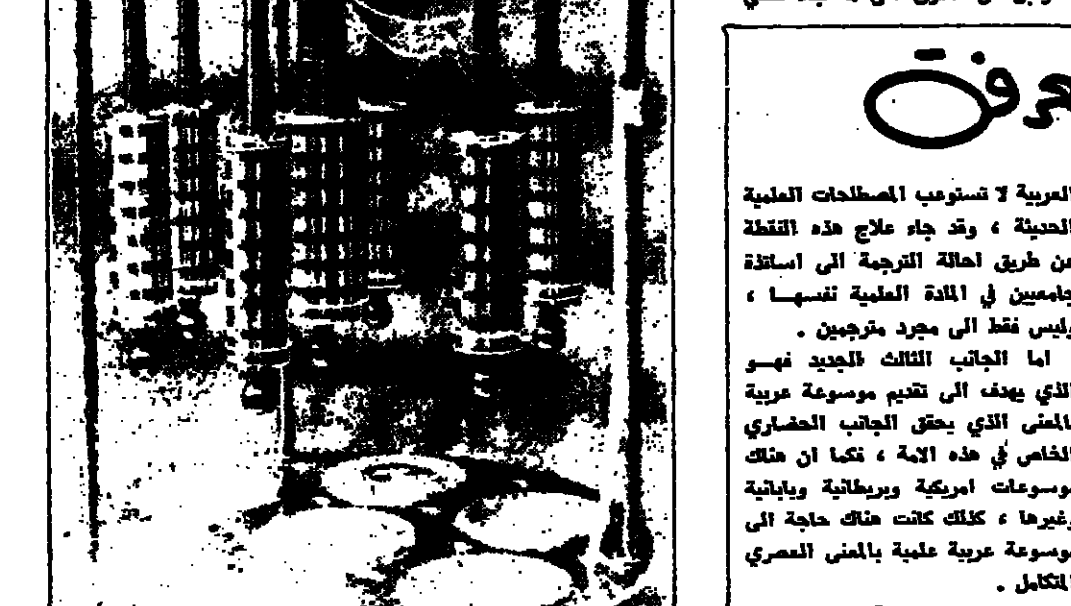 العربية لا تستوعب المصطلحات العلمية
الحديثة ، وقد جاء علاج هذه النقطة
عن طريق احالة الترجمة الى اساتذة
جامعيين في المادة العلمية نفسهـا ،
وليس فقط الى مجرد مترجمين .
اما الجانب الثالث الجديد فهـو
الذي يهدف الى تقديم موسوعة عربية
بالمعنى الذي يحقق الجانب الحضاري
الخاص في هذه الامة ، فكما ان هناك
موسوعات امريكية وبريطانية ويابانية
وغيرها ، كذلك كانت هناك حاجة الى
موسوعة عربية علمية بالمعنى العصري
المتكامل .